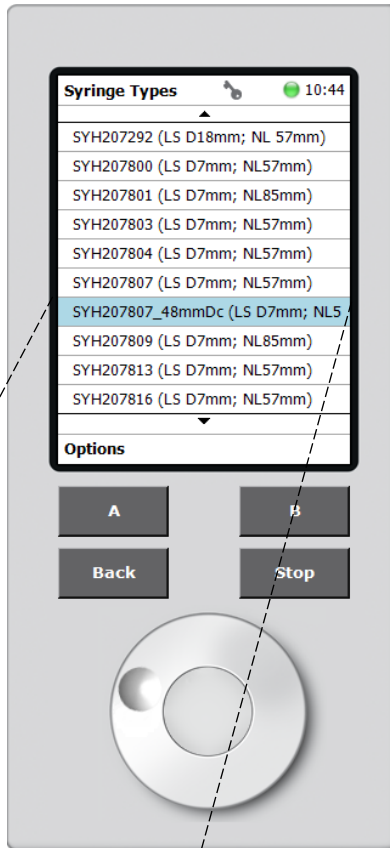 Syringe Types 10:44
SYH207292 (LS D18mm; NL 57mm)
SYH207800 (LS D7mm; NL57mm)
SYH207801 (LS D7mm; NL85mm)
SYH207803 (LS D7mm; NL57mm)
SYH207804 (LS D7mm; NL57mm)
SYH207807 (LS D7mm; NL57mm)
SYH207807_48mmDc (LS D7mm; NL5
SYH207809 (LS D7mm; NL85mm)
SYH207813 (LS D7mm; NL57mm)
SYH207816 (LS D7mm; NL57mm)
Options
A B
Back Stop